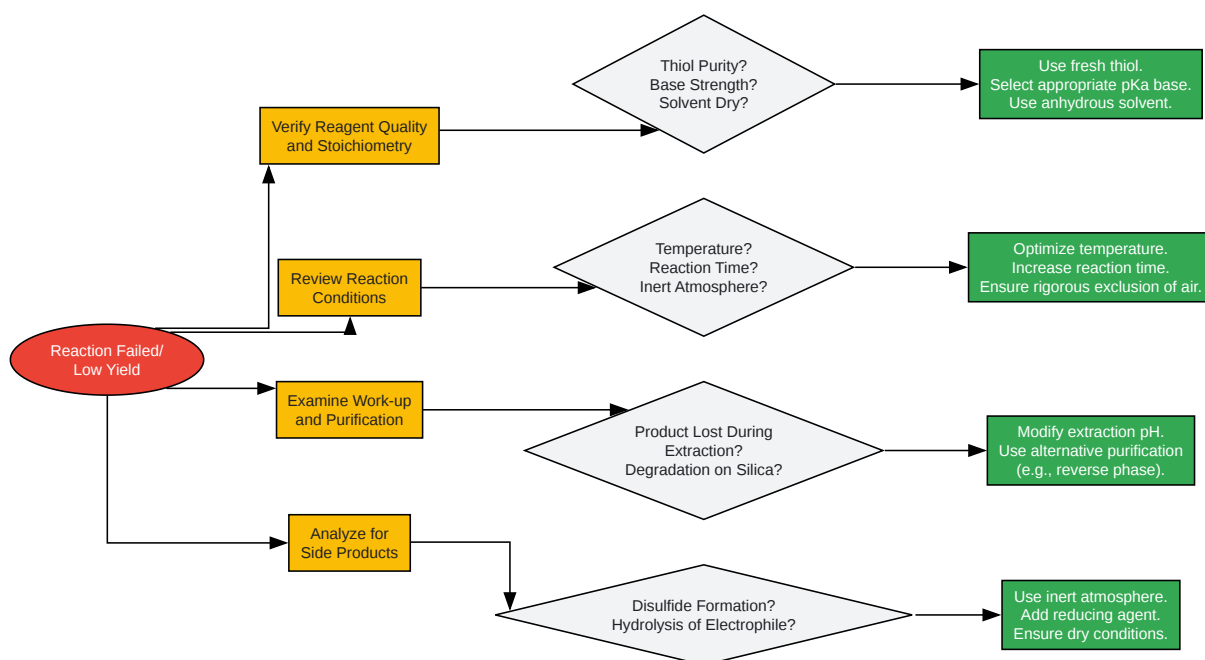 Thiol Purity?
Base Strength?
Solvent Dry?
Use fresh thiol.
Select appropriate pKa base.
Use anhydrous solvent.
Verify Reagent Quality
and Stoichiometry
Temperature?
Reaction Time?
Inert Atmosphere?
Optimize temperature.
Increase reaction time.
Ensure rigorous exclusion of air.
Review Reaction
Conditions
Reaction Failed/
Low Yield
Examine Work-up
and Purification
Product Lost During
Extraction?
Degradation on Silica?
Modify extraction pH.
Use alternative purification
(e.g., reverse phase).
Analyze for
Side Products
Disulfide Formation?
Hydrolysis of Electrophile?
Use inert atmosphere.
Add reducing agent.
Ensure dry conditions.